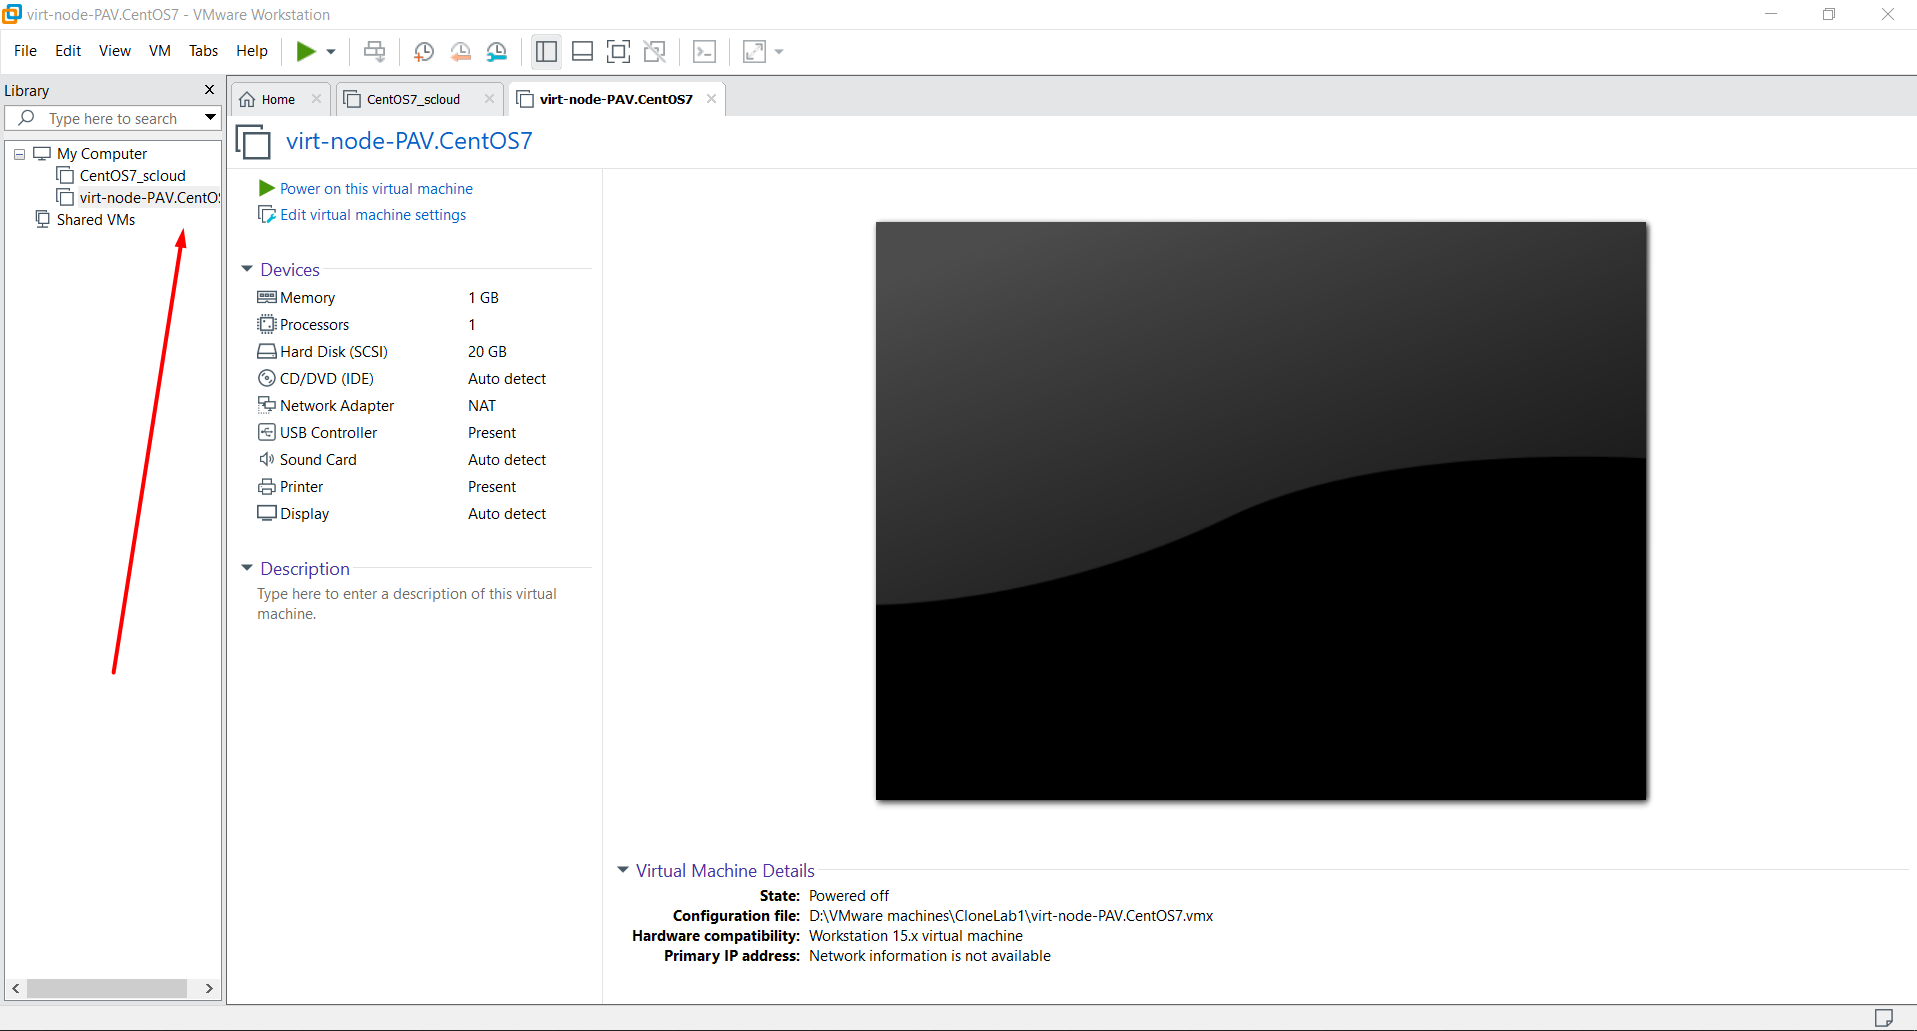 virt-node-PAV.CentOS7 - VMware Workstation
File Edit View VM Tabs Help
Library
Type here to search
My Computer
CentOS7_scloud
virt-node-PAV.CentO
Shared VMs
Home
CentOS7_scloud
virt-node-PAV.CentOS7
virt-node-PAV.CentOS7
Power on this virtual machine
Edit virtual machine settings
Devices
Memory 1 GB
Processors 1
Hard Disk (SCSI) 20 GB
CD/DVD (IDE) Auto detect
Network Adapter NAT
USB Controller Present
Sound Card Auto detect
Printer Present
Display Auto detect
Description
Type here to enter a description of this virtual
machine.
Virtual Machine Details
State: Powered off
Configuration file: D:\VMware machines\CloneLab1\virt-node-PAV.CentOS7.vmx
Hardware compatibility: Workstation 15.x virtual machine
Primary IP address: Network information is not available